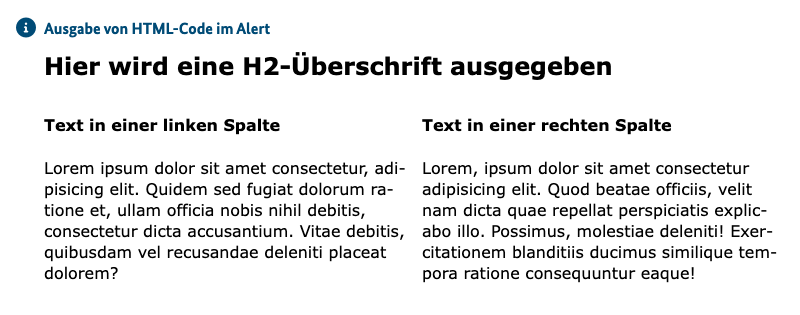 Ausgabe von HTML-Code im Alert
Hier wird eine H2-Überschrift ausgegeben
Text in einer linken Spalte
Lorem ipsum dolor sit amet consectetur, adi-
pisicing elit. Quidem sed fugiat dolorum ra-
tione et, ullam officia nobis nihil debitis,
consectetur dicta accusantium. Vitae debitis,
quibusdam vel recusandae deleniti placeat
dolorem?
Text in einer rechten Spalte
Lorem, ipsum dolor sit amet consectetur
adipisicing elit. Quod beatae officiis, velit
nam dicta quae repellat perspiciatis explic-
abo illo. Possimus, molestiae deleniti! Exer-
citationem blanditiis ducimus similique tem-
pora ratione consequuntur eaque!